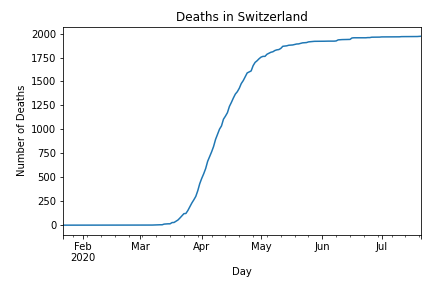 Deaths in Switzerland
Number of Deaths
2000
1750
1500
1250
1000
750
500
250
0
Feb
2020
Mar
Apr
May
Jun
Jul
Day